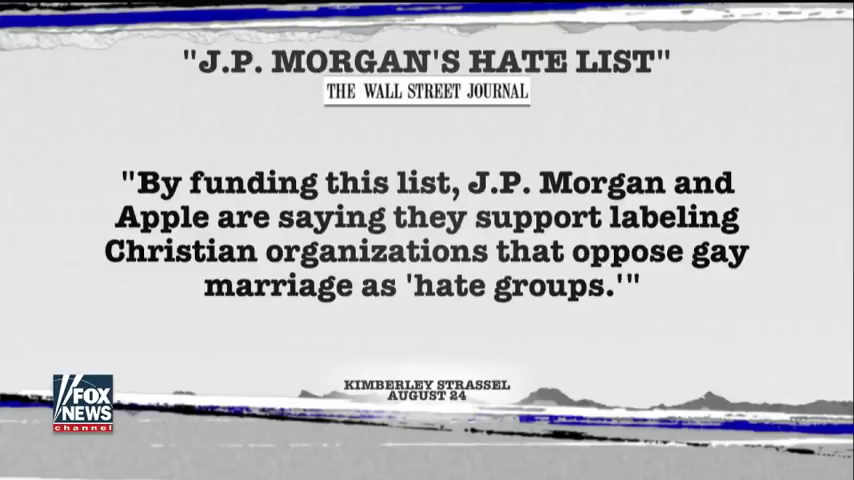 "J.P. MORGAN'S HATE LIST"
THE WALL STREET JOURNAL
"By funding this list, J.P. Morgan and
Apple are saying they support labeling
Christian organizations that oppose gay
marriage as 'hate groups.'"
KIMBERLEY STRASSEL
AUGUST 24
FOX
NEWS
channel